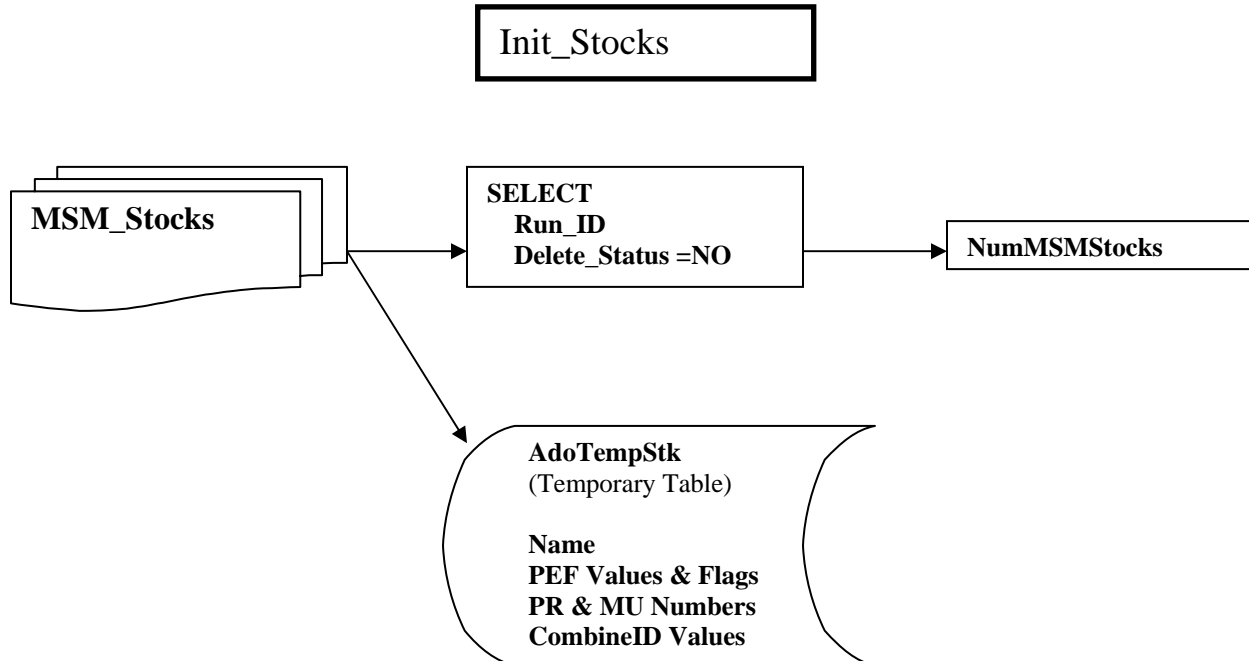 Init_Stocks
MSM_Stocks
SELECT
Run_ID
Delete_Status =NO
NumMSMStocks
AdoTempStk
(Temporary Table)
Name
PEF Values & Flags
PR & MU Numbers
CombineID Values